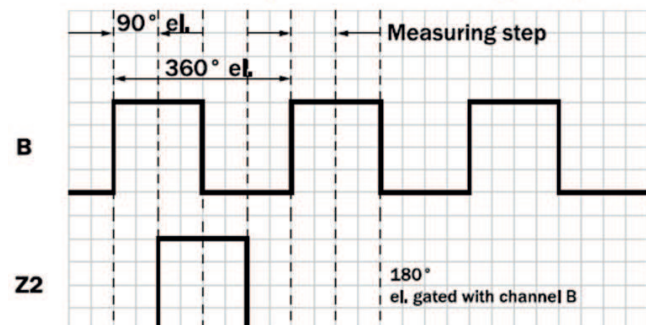 90° el.
Measuring step
360° el.
B
Z2
180°
el. gated with channel B